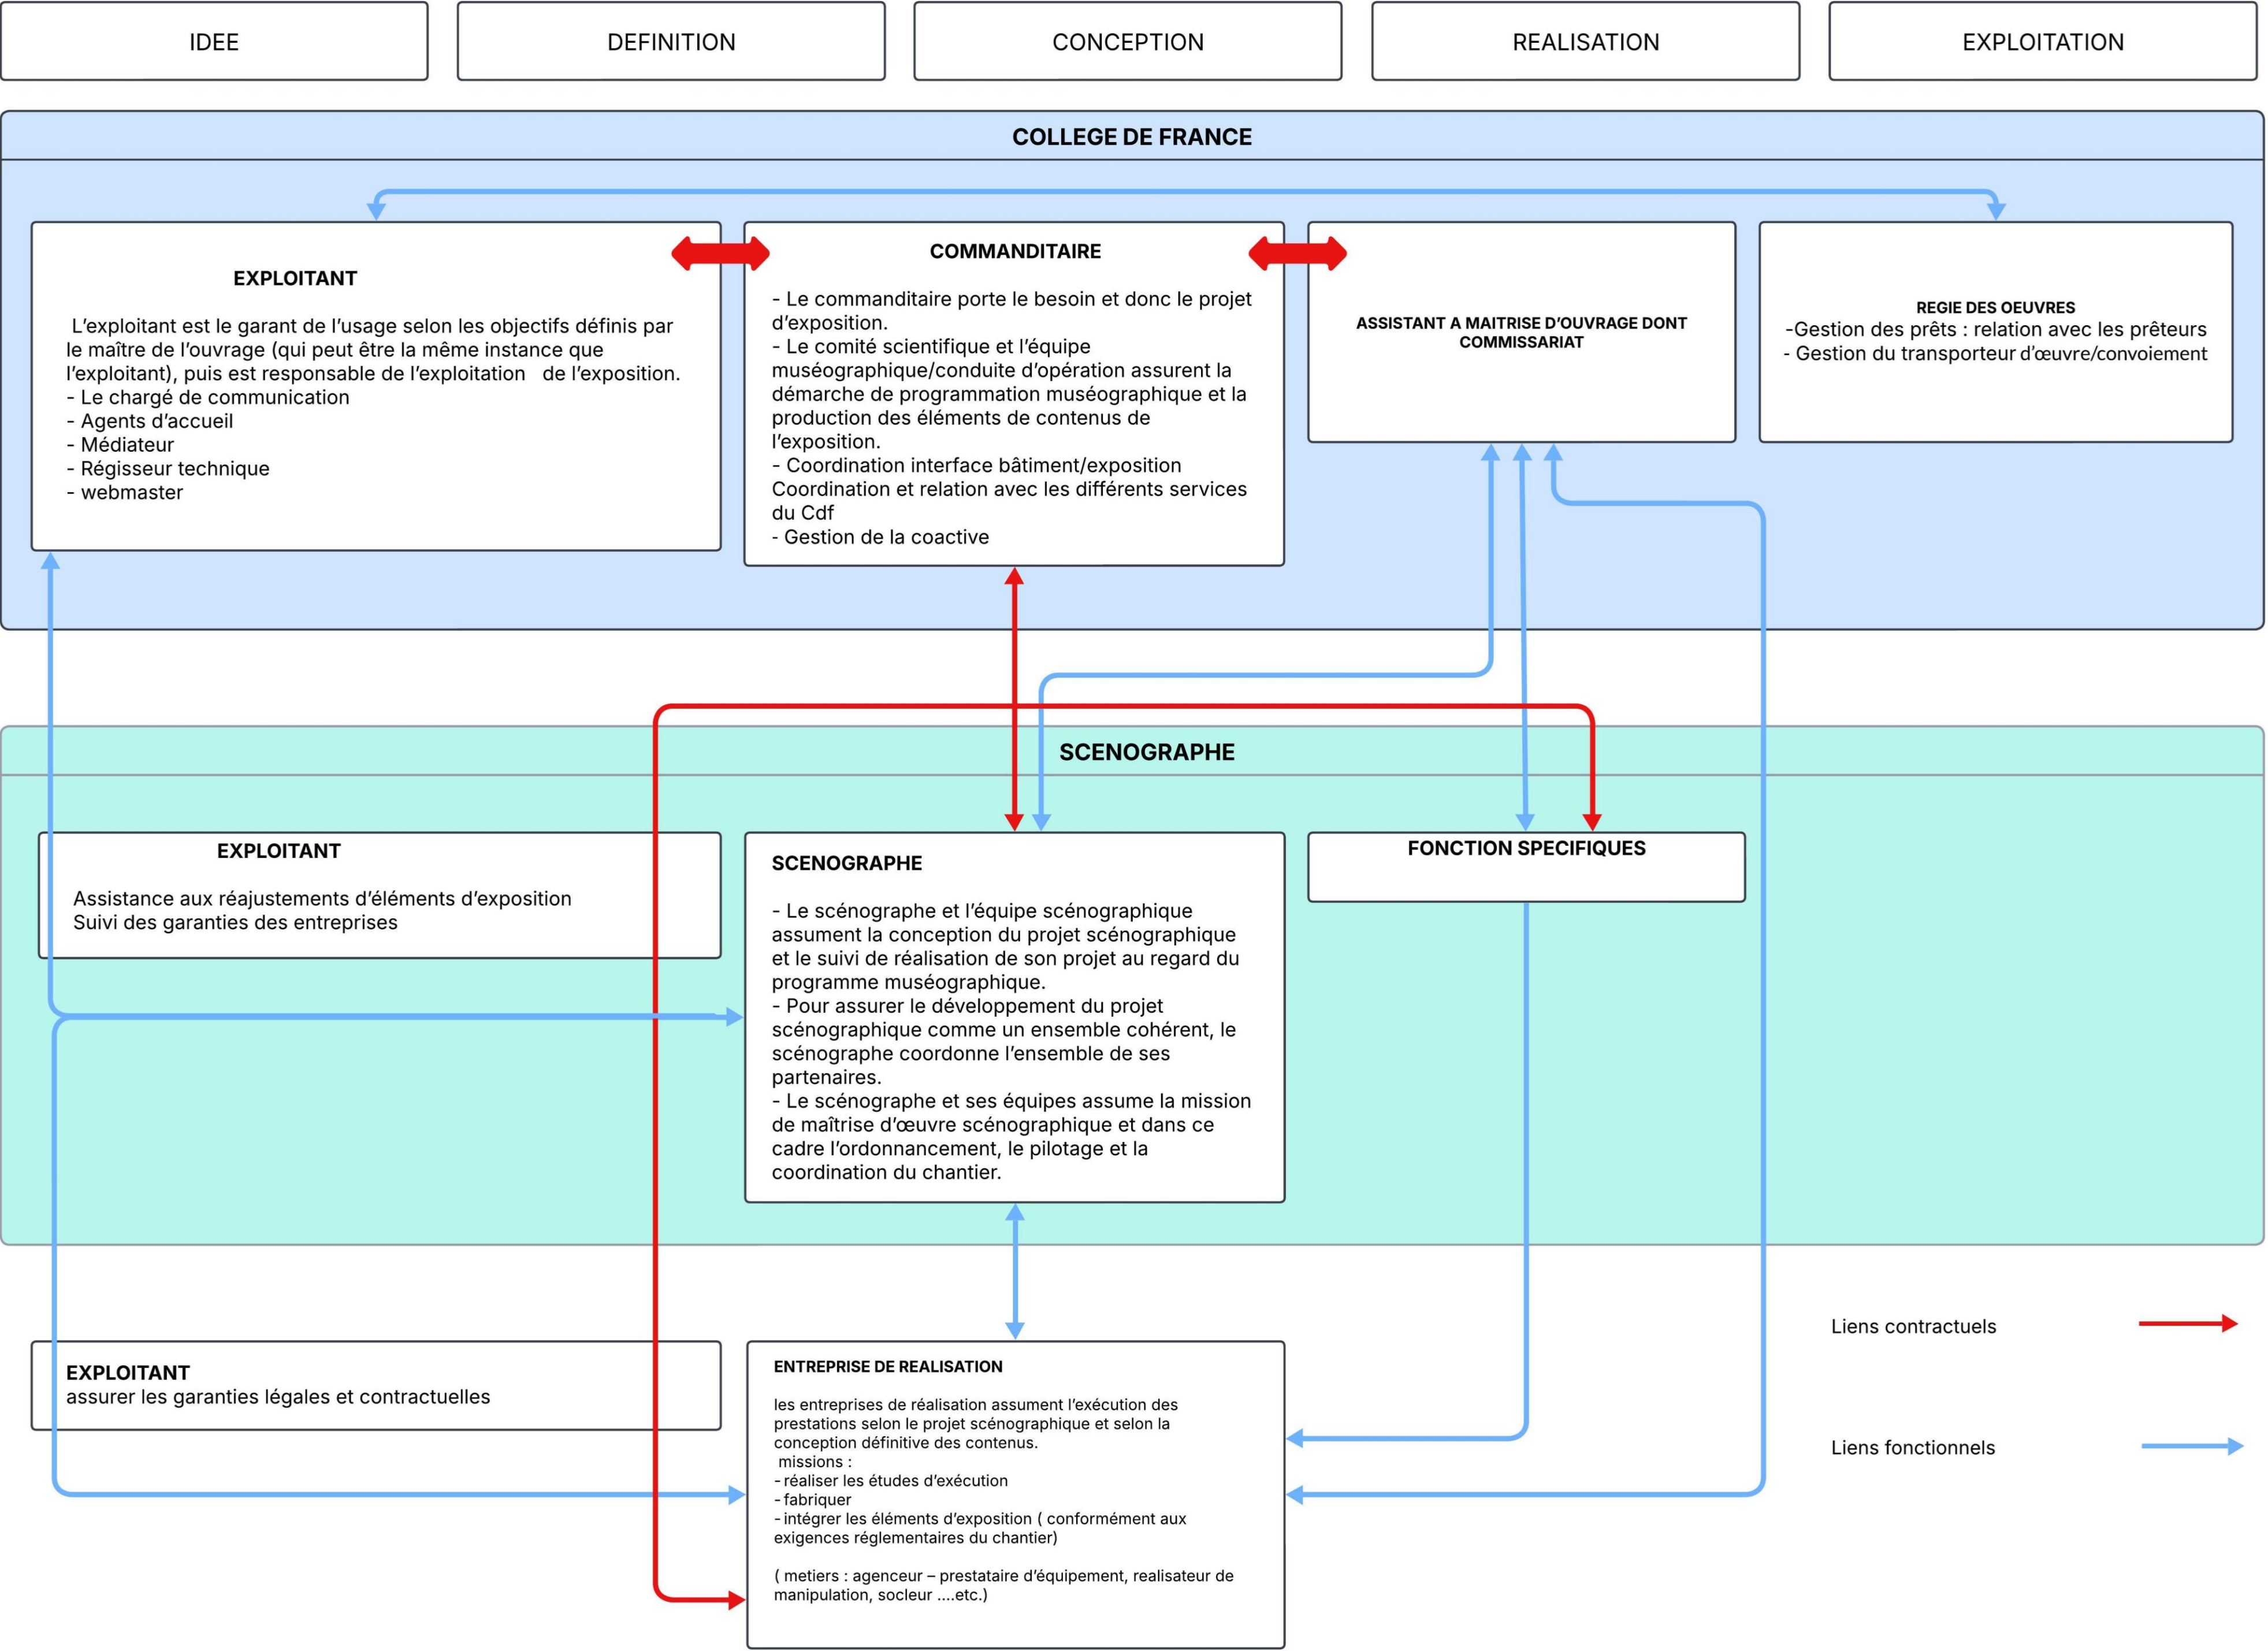 IDEE
DEFINITION
CONCEPTION
REALISATION
EXPLOITATION
COLLEGE DE FRANCE
EXPLOITANT
L’exploitant est le garant de l’usage selon les objectifs définis par
le maître de l’ouvrage (qui peut être la même instance que
l’exploitant), puis est responsable de l’exploitation de l’exposition.
- Le chargé de communication
- Agents d’accueil
- Médiateur
- Régisseur technique
- webmaster
COMMANDITAIRE
- Le commanditaire porte le besoin et donc le projet
d’exposition.
- Le comité scientifique et l’équipe
muséographique/conduite d’opération assurent la
démarche de programmation muséographique et la
production des éléments de contenus de
l’exposition.
- Coordination interface bâtiment/exposition
Coordination et relation avec les différents services
du Cdf
- Gestion de la coactive
ASSISTANT A MAITRISE D’OUVRAGE DONT
COMMISSARIAT
REGIE DES OEUVRES
-Gestion des prêts : relation avec les prêteurs
- Gestion du transporteur d’œuvre/convoiement
SCENOGRAPHE
EXPLOITANT
Assistance aux réajustements d’éléments d’exposition
Suivi des garanties des entreprises
SCENOGRAPHE
- Le scénographe et l’équipe scénographique
assument la conception du projet scénographique
et le suivi de réalisation de son projet au regard du
programme muséographique.
- Pour assurer le développement du projet
scénographique comme un ensemble cohérent, le
scénographe coordonne l’ensemble de ses
partenaires.
- Le scénographe et ses équipes assume la mission
de maîtrise d’œuvre scénographique et dans ce
cadre l’ordonnancement, le pilotage et la
coordination du chantier.
FONCTION SPECIFIQUES
EXPLOITANT
assurer les garanties légales et contractuelles
ENTREPRISE DE REALISATION
les entreprises de réalisation assument l’exécution des
prestations selon le projet scénographique et selon la
conception définitive des contenus.
missions :
- réaliser les études d’exécution
- fabriquer
- intégrer les éléments d’exposition ( conformément aux
exigences réglementaires du chantier)
( metiers : agenceur – prestataire d’équipement, realisateur de
manipulation, socleur ....etc.)
Liens contractuels
Liens fonctionnels